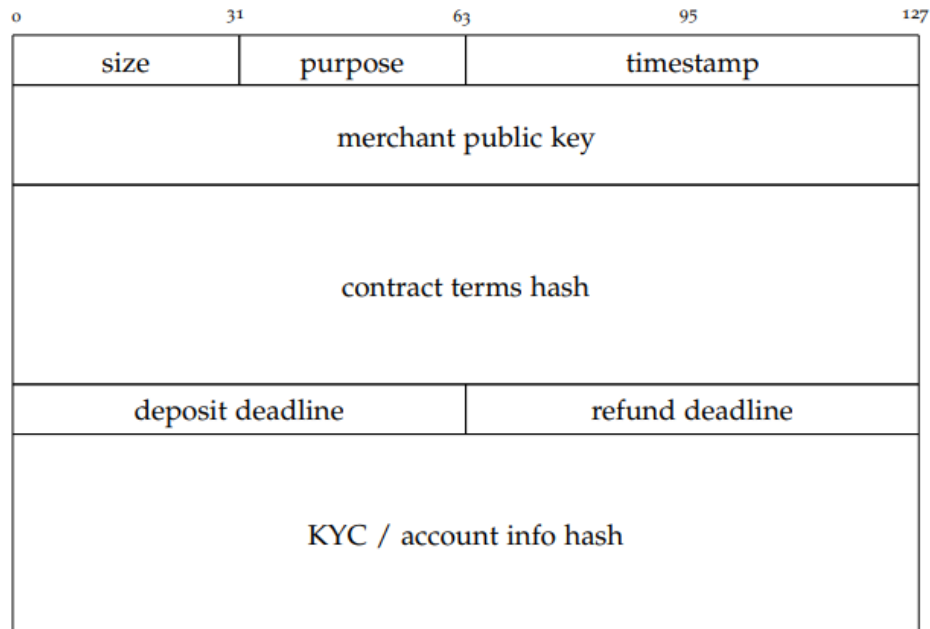 0 31 63 95 127
size purpose timestamp
merchant public key
contract terms hash
deposit deadline refund deadline
KYC / account info hash